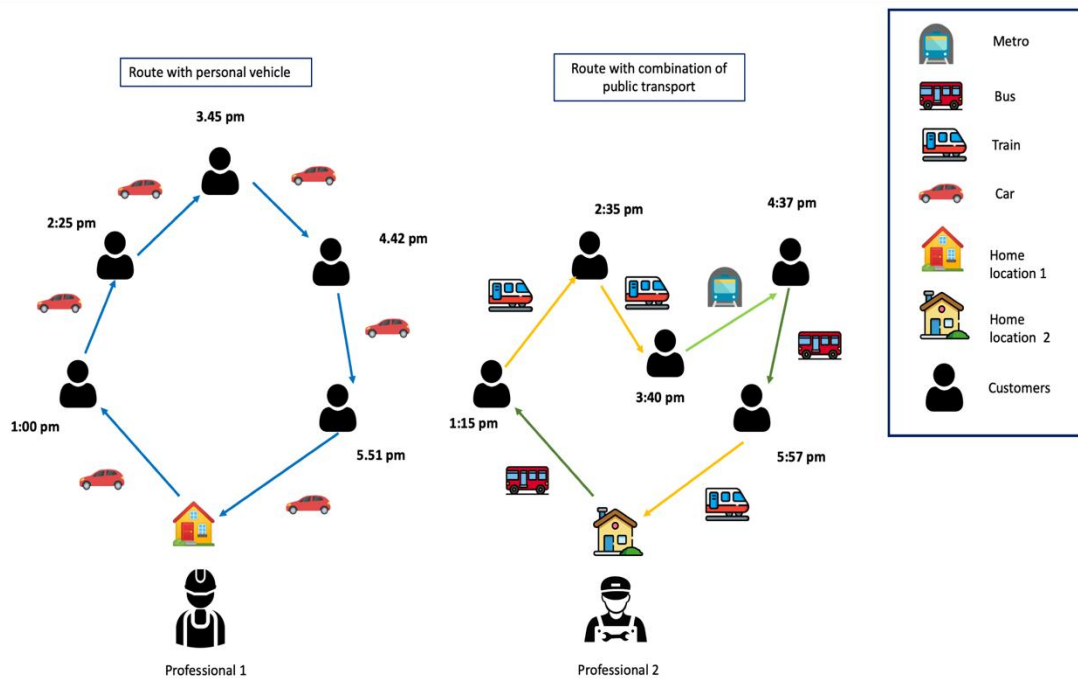 Route with personal vehicle
3.45 pm
2:25 pm
4.42 pm
1:00 pm
5.51 pm
Professional 1
Route with combination of
public transport
2:35 pm
4:37 pm
3:40 pm
1:15 pm
5:57 pm
Professional 2
Metro
Bus
Train
Car
Home
location 1
Home
location 2
Customers